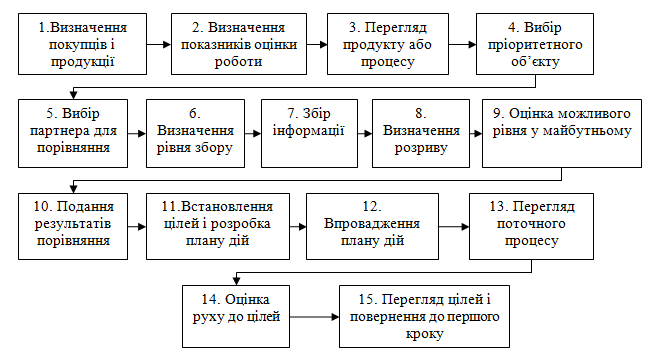 1.Визначення
покупців і
продукції
2. Визначення
показників оцінки
роботи
3. Перегляд
продукту або
процесу
4. Вибір
пріоритетного
об’єкту
5. Вибір
партнера для
порівняння
6.
Визначення
рівня збору
7. Збір
інформації
8.
Визначення
розриву
9. Оцінка можливого
рівня у майбутньому
10. Подання
результатів
порівняння
11.Встановлення
цілей і розробка
плану дій
12.
Впровадження
плану дій
13. Перегляд
поточного
процесу
14. Оцінка
руху до цілей
15. Перегляд цілей і
повернення до першого
кроку